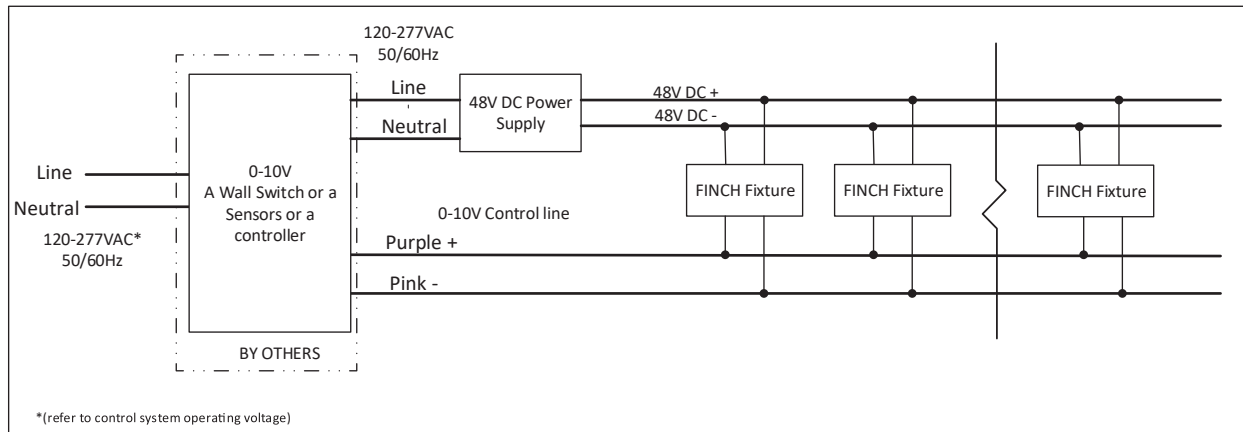 120-277VAC
50/60Hz
Line
Neutral
48V DC Power
Supply
48V DC +
48V DC -
Line
Neutral
120-277VAC*
50/60Hz
0-10V
A Wall Switch or a
Sensors or a
controller
FINCH Fixture
FINCH Fixture
FINCH Fixture
0-10V Control line
Purple +
Pink -
BY OTHERS
*(refer to control system operating voltage)